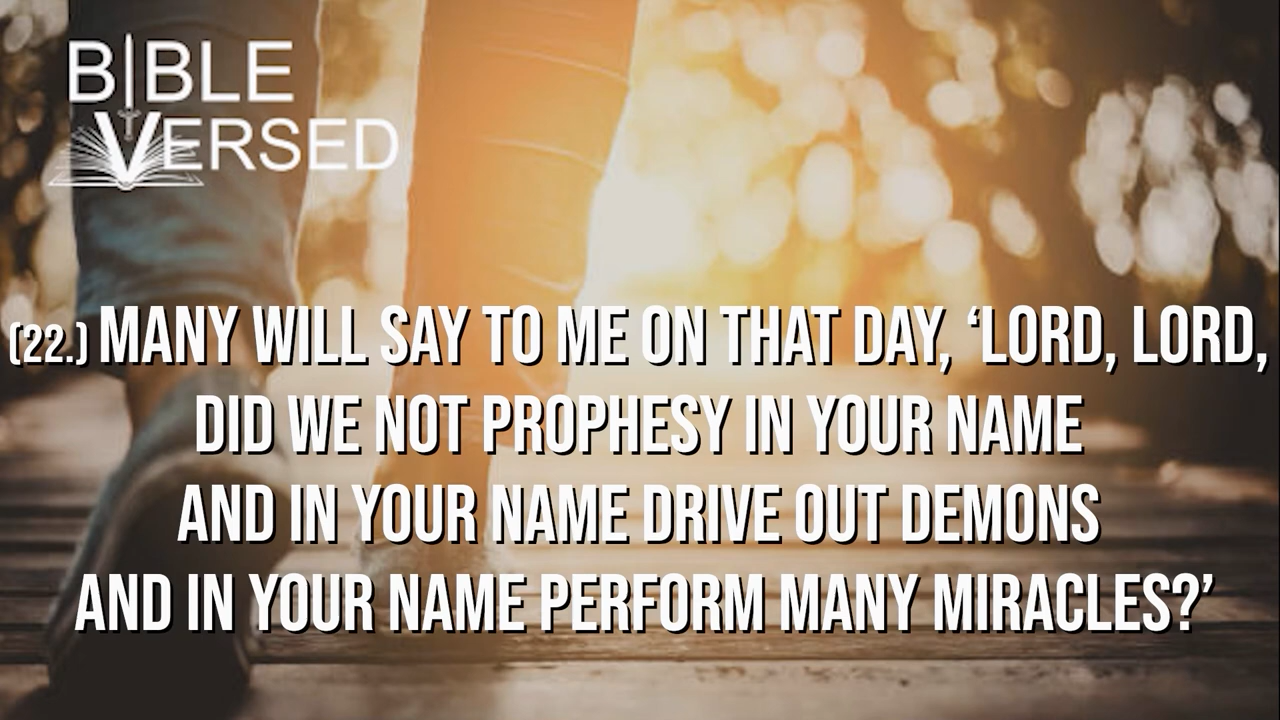 BIBLE
VERSED
(22.) MANY WILL SAY TO ME ON THAT DAY, ‘LORD, LORD,
DID WE NOT PROPHESY IN YOUR NAME
AND IN YOUR NAME DRIVE OUT DEMONS
AND IN YOUR NAME PERFORM MANY MIRACLES?’